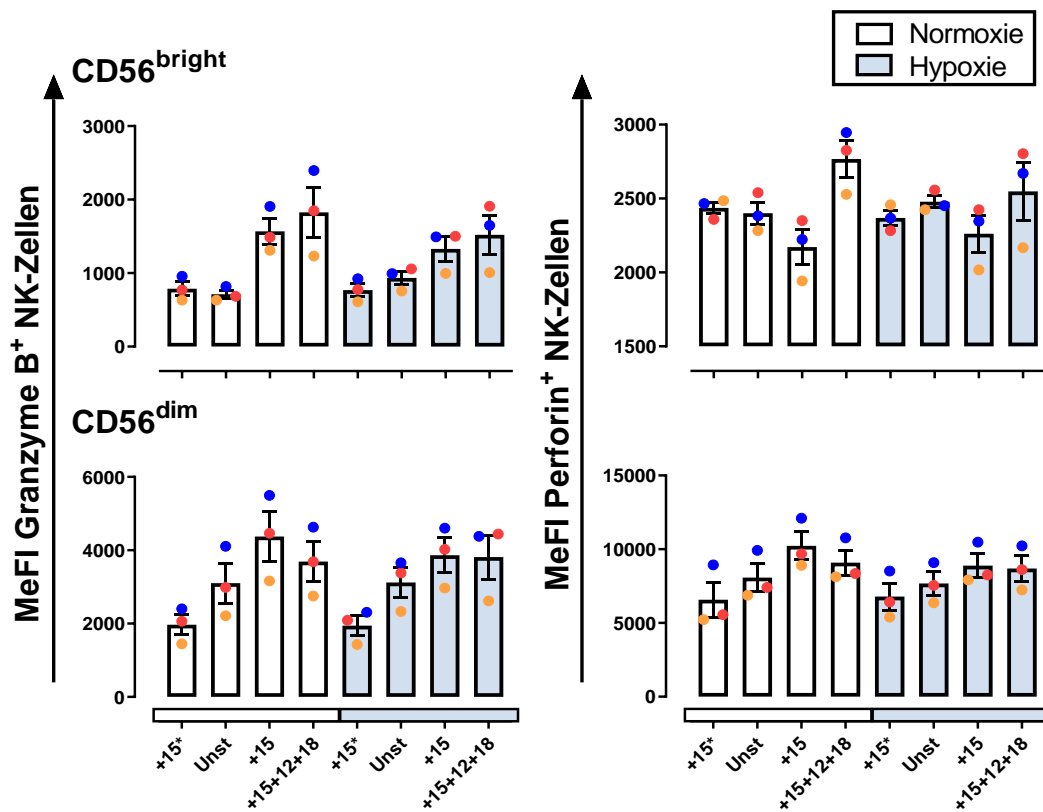 Normoxie
Hypoxie
CD56bright
MeFI Granzyme B+ NK-Zellen
3000
2000
1000
0
MeFI Perforin+ NK-Zellen
3000
2500
2000
1500
CD56dim
6000
4000
2000
0
15000
10000
5000
0
+15*
Unst
+15
+15+12+18
+15*
Unst
+15
+15+12+18
+15*
Unst
+15
+15+12+18
+15*
Unst
+15
+15+12+18